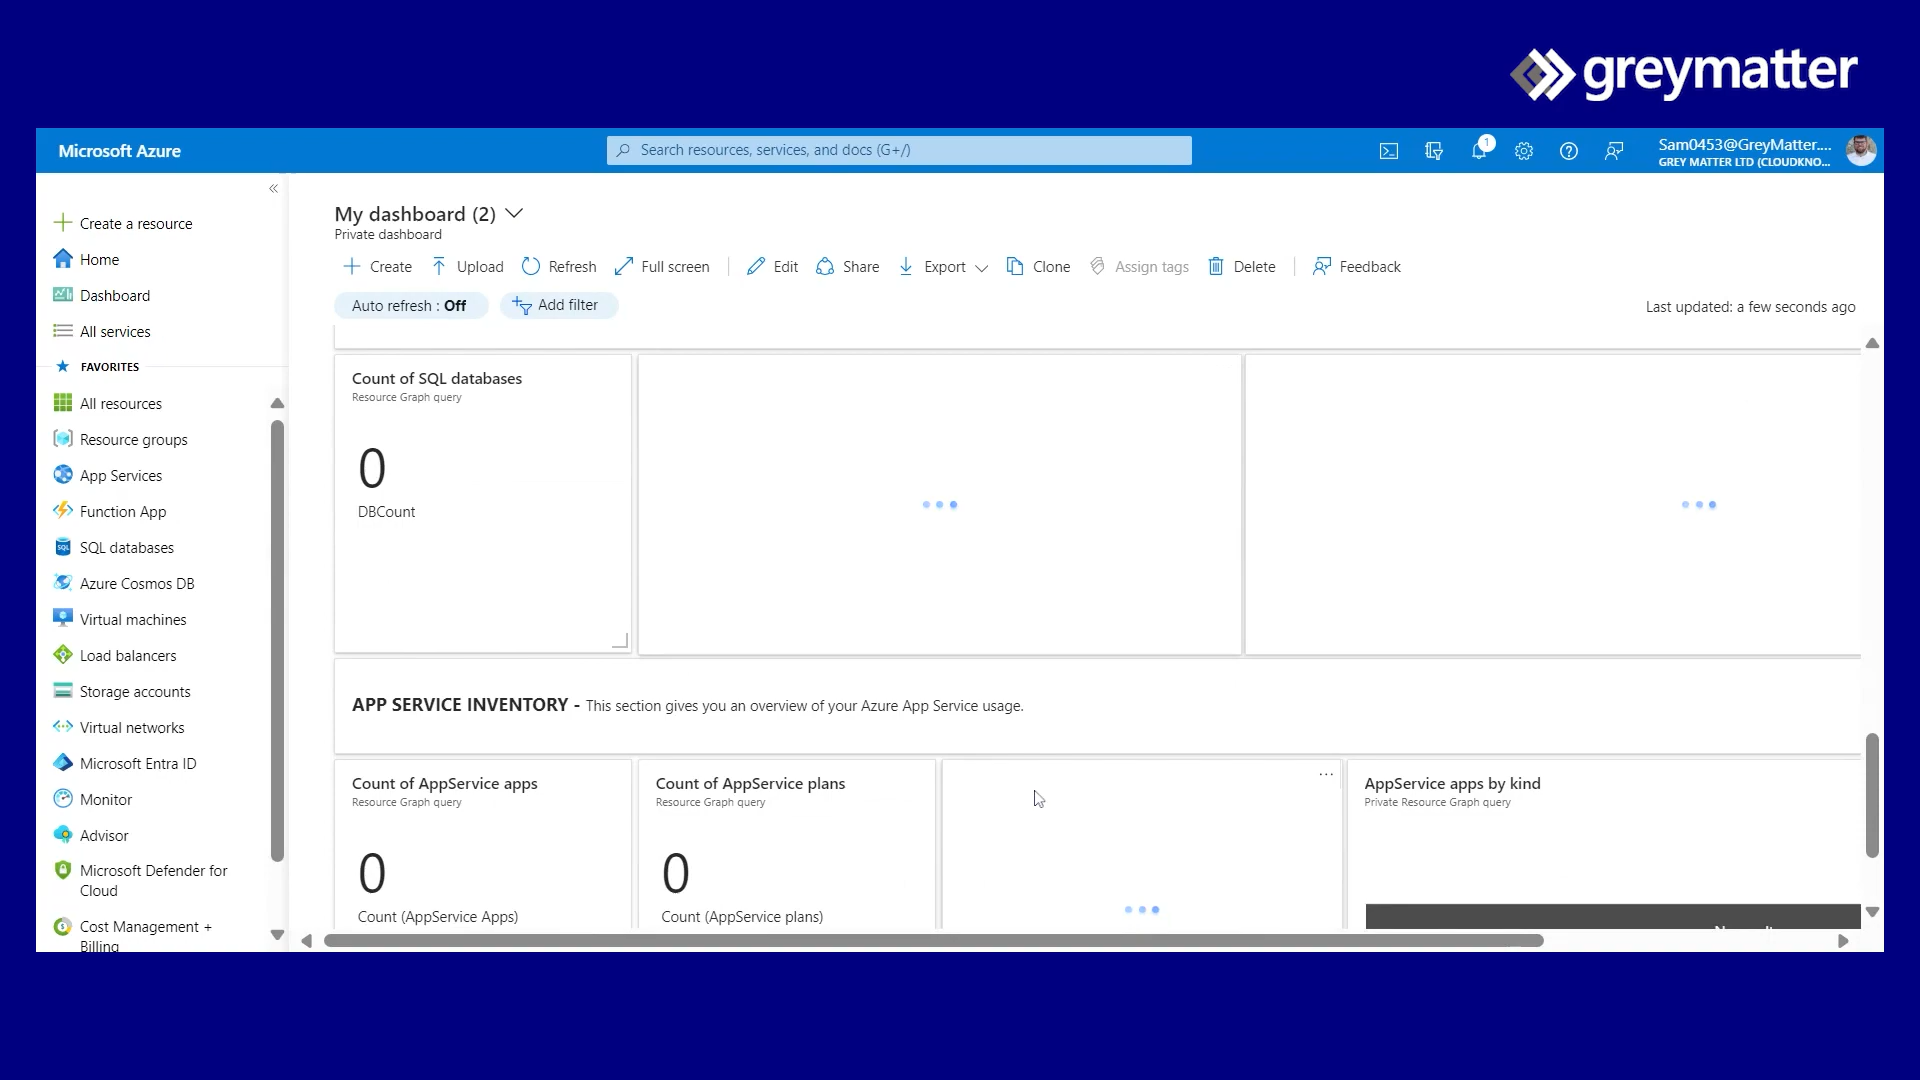 greymatter
Microsoft Azure
Search resources, services, and docs (G+/)
1
Sam0453@GreyMatter....
GREY MATTER LTD (CLOUDKNO...
Create a resource
Home
Dashboard
All services
FAVORITES
All resources
Resource groups
App Services
Function App
SQL databases
Azure Cosmos DB
Virtual machines
Load balancers
Storage accounts
Virtual networks
Microsoft Entra ID
Monitor
Advisor
Microsoft Defender for
Cloud
Cost Management +
Billing
My dashboard (2)
Private dashboard
Create Upload Refresh Full screen Edit Share Export Clone Assign tags Delete Feedback
Auto refresh : Off Add filter
Last updated: a few seconds ago
Count of SQL databases
Resource Graph query
0
DBCount
APP SERVICE INVENTORY - This section gives you an overview of your Azure App Service usage.
Count of AppService apps
Resource Graph query
0
Count (AppService Apps)
Count of AppService plans
Resource Graph query
0
Count (AppService plans)
AppService apps by kind
Private Resource Graph query